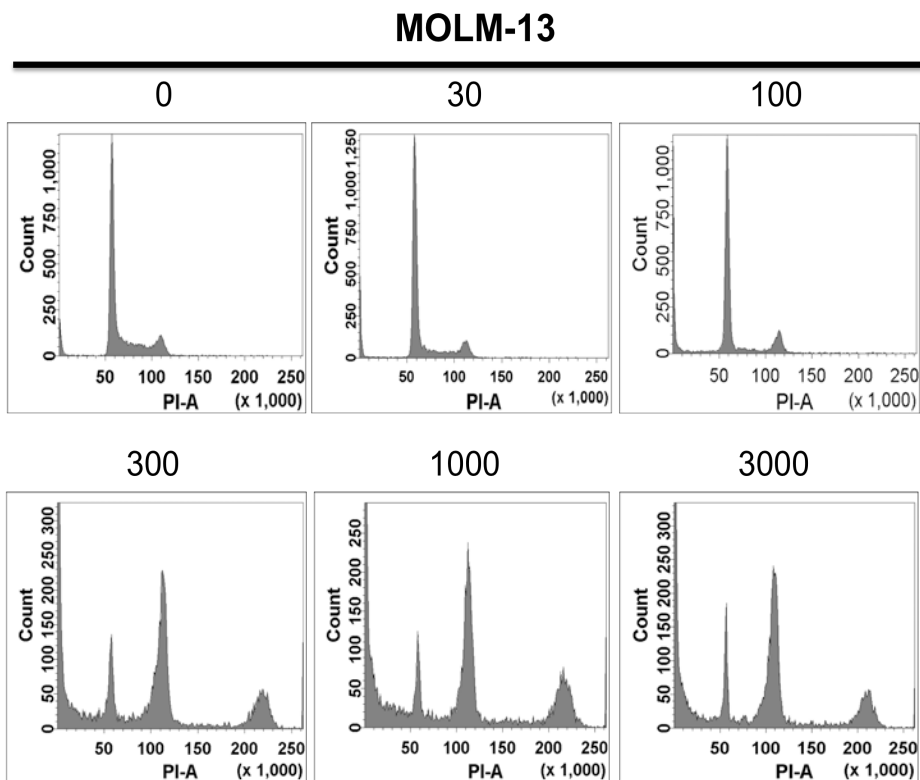 MOLM-13
0 30 100
Count
0 250 500 750 1,000
50 100 150 200 250
PI-A (x 1,000)
Count
0 250 500 750 1,000 1,250
50 100 150 200 250
PI-A (x 1,000)
Count
0 250 500 750 1,000
50 100 150 200 250
PI-A (x 1,000)
300 1000 3000
Count
0 50 100 150 200 250 300
50 100 150 200 250
PI-A (x 1,000)
Count
0 50 100 150 200 250
50 100 150 200 250
PI-A (x 1,000)
Count
0 50 100 150 200 250 300
50 100 150 200 250
PI-A (x 1,000)